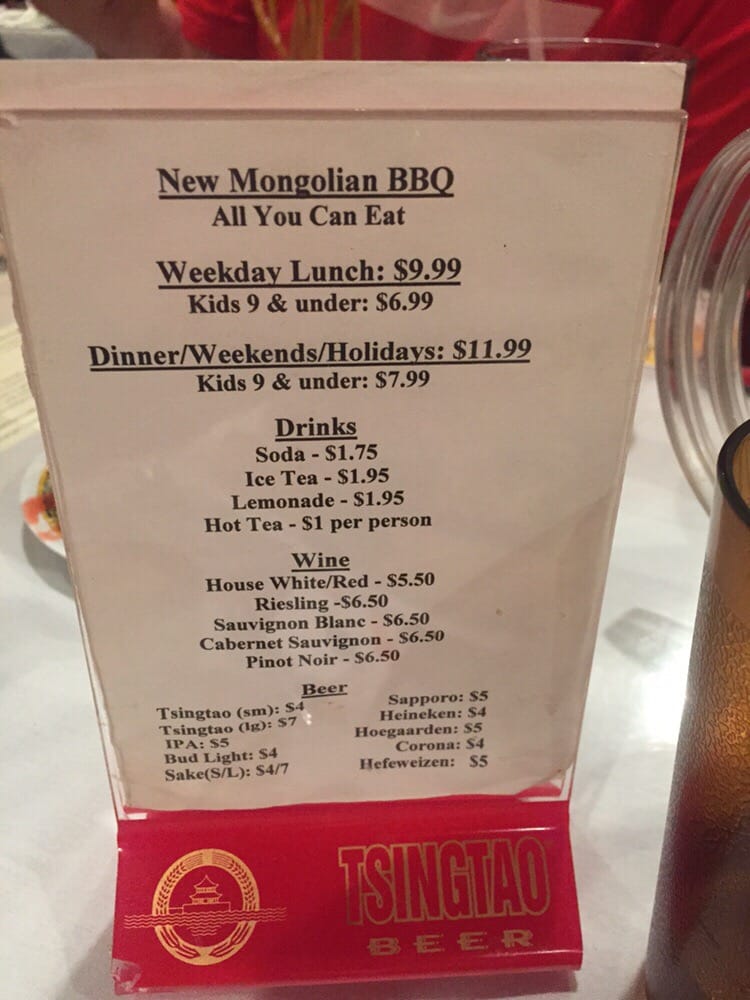 New Mongolian BBQ
All You Can Eat
Weekday Lunch: $9.99
Kids 9 & under: $6.99
Dinner/Weekends/Holidays: $11.99
Kids 9 & under: $7.99
Drinks
Soda - $1.75
Ice Tea - $1.95
Lemonade - $1.95
Hot Tea - $1 per person
Wine
House White/Red - $5.50
Riesling -$6.50
Sauvignon Blanc - $6.50
Cabernet Sauvignon - $6.50
Pinot Noir - $6.50
Beer
Tsingtao (sm): $4
Tsingtao (lg): $7
IPA: $5
Bud Light: $4
Sake(S/L): $4/7
Sapporo: $5
Heineken: $4
Hoegaarden: $5
Corona: $4
Hefeweizen: $5
TSINGTAO
BEER